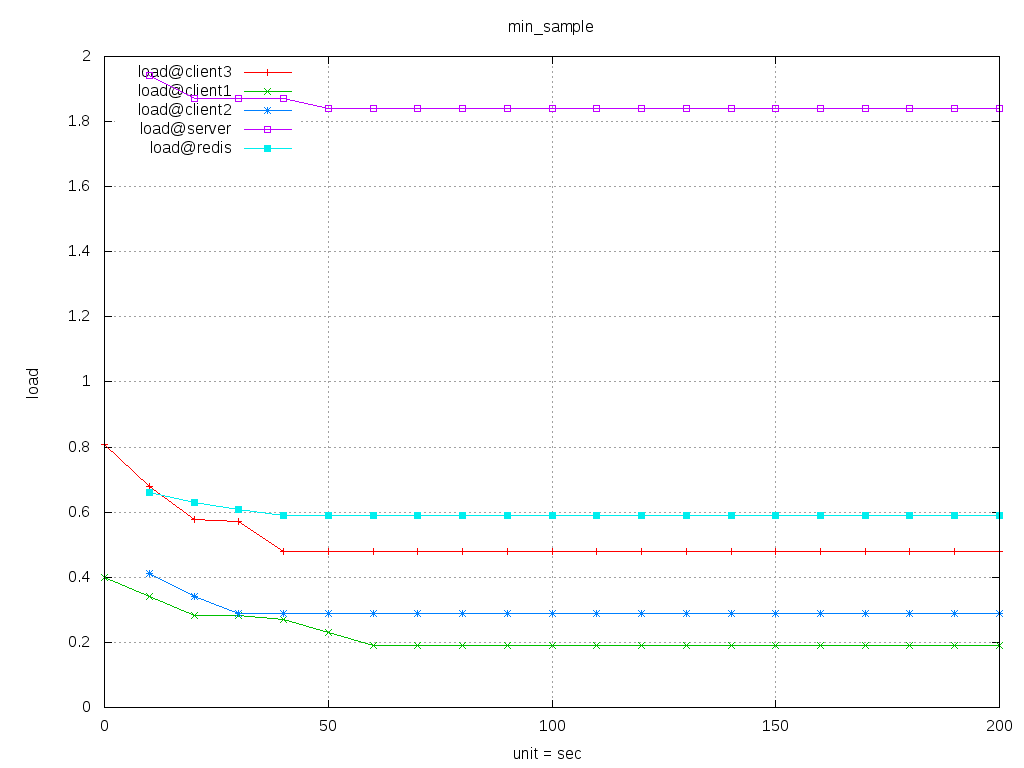 min_sample
2
1.8
1.6
1.4
1.2
1
0.8
0.6
0.4
0.2
0
load
load@client3
load@client1
load@client2
load@server
load@redis
0
50
100
150
200
unit = sec